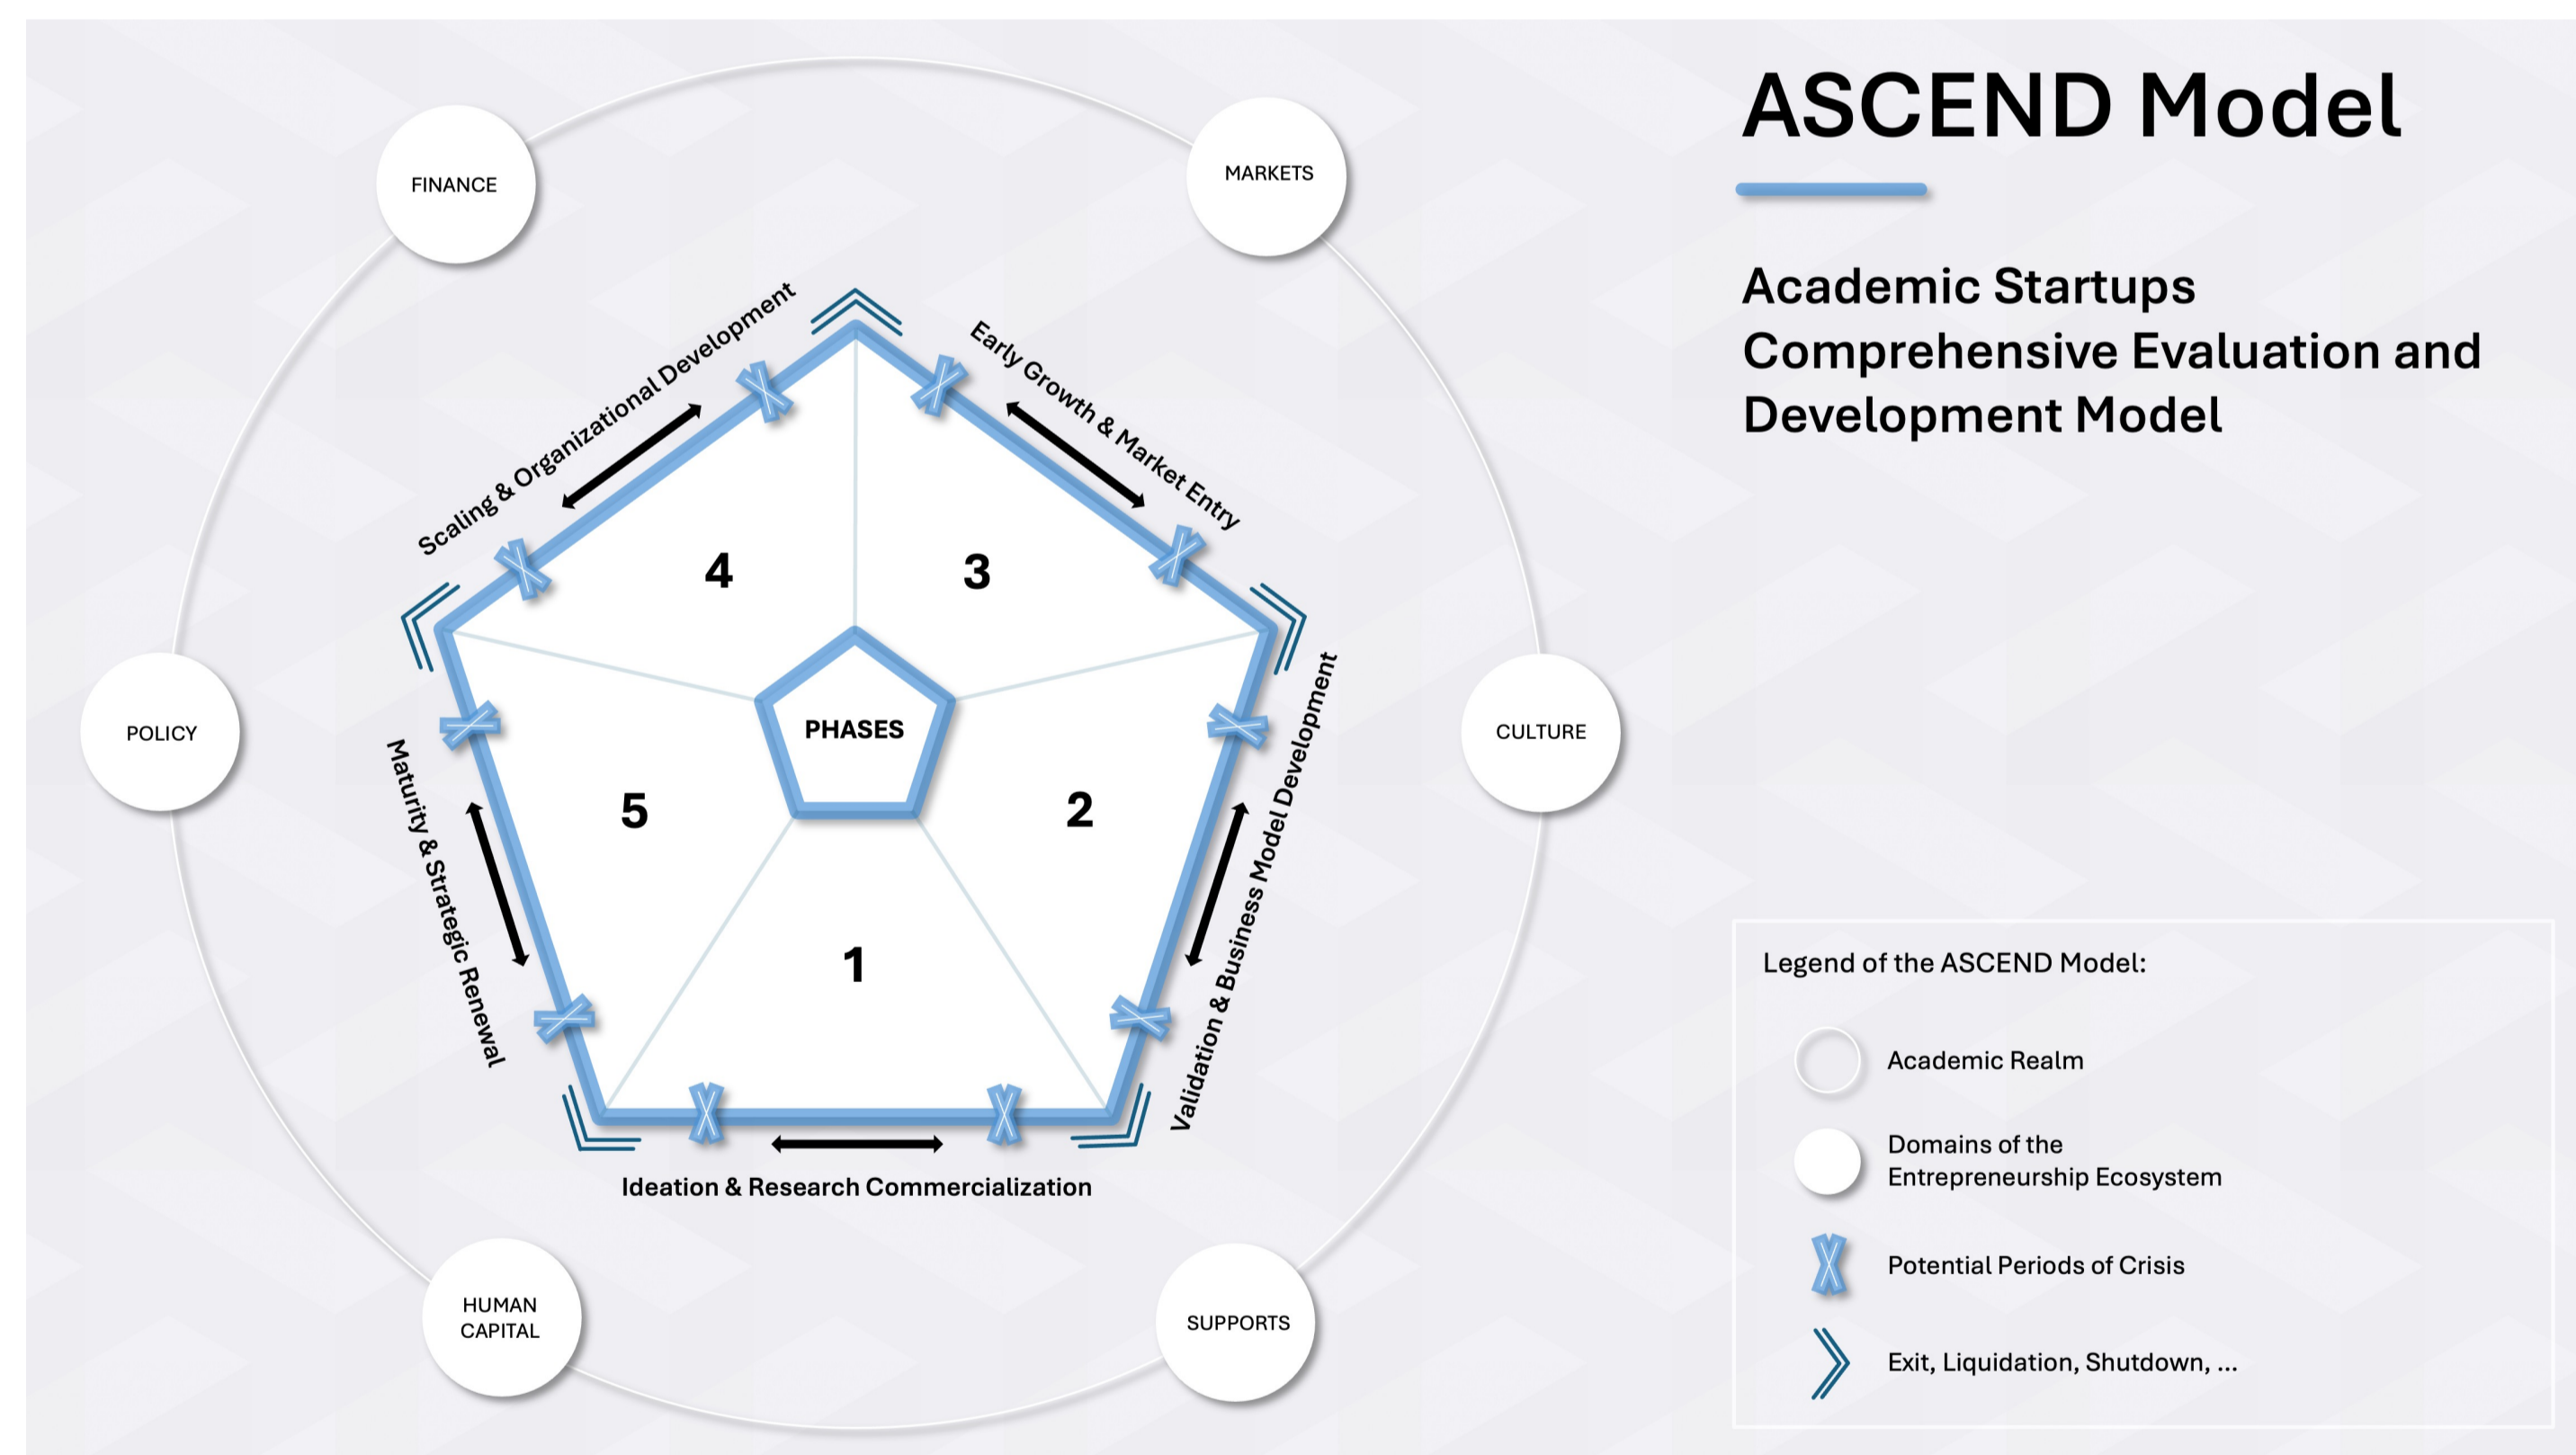 ASCEND Model
Academic Startups
Comprehensive Evaluation and
Development Model
FINANCE
MARKETS
CULTURE
SUPPORTS
HUMAN
CAPITAL
POLICY
Scaling & Organizational Development
Early Growth & Market Entry
Validation & Business Model Development
Ideation & Research Commercialization
Maturity & Strategic Renewal
4
3
PHASES
5
2
1
Legend of the ASCEND Model:
Academic Realm
Domains of the
Entrepreneurship Ecosystem
Potential Periods of Crisis
Exit, Liquidation, Shutdown, ...